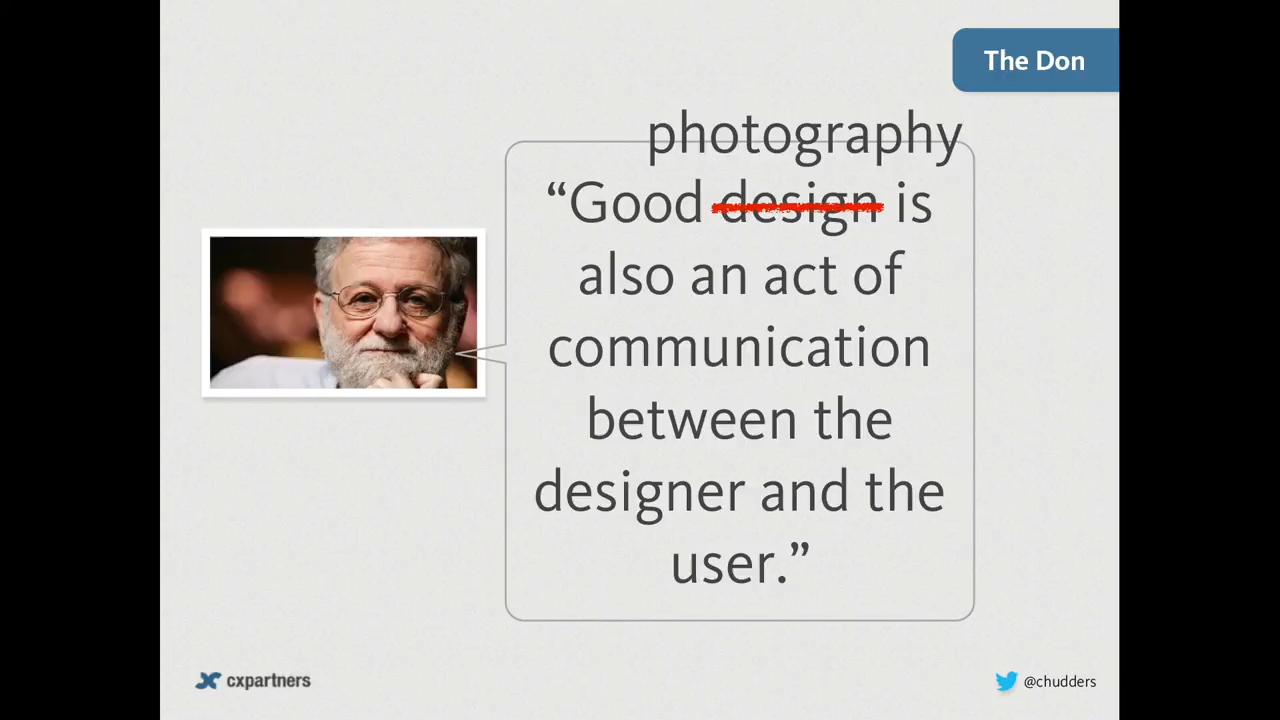 The Don
photography
“Good design is
also an act of
communication
between the
designer and the
user.”
cxpartners
@chudders